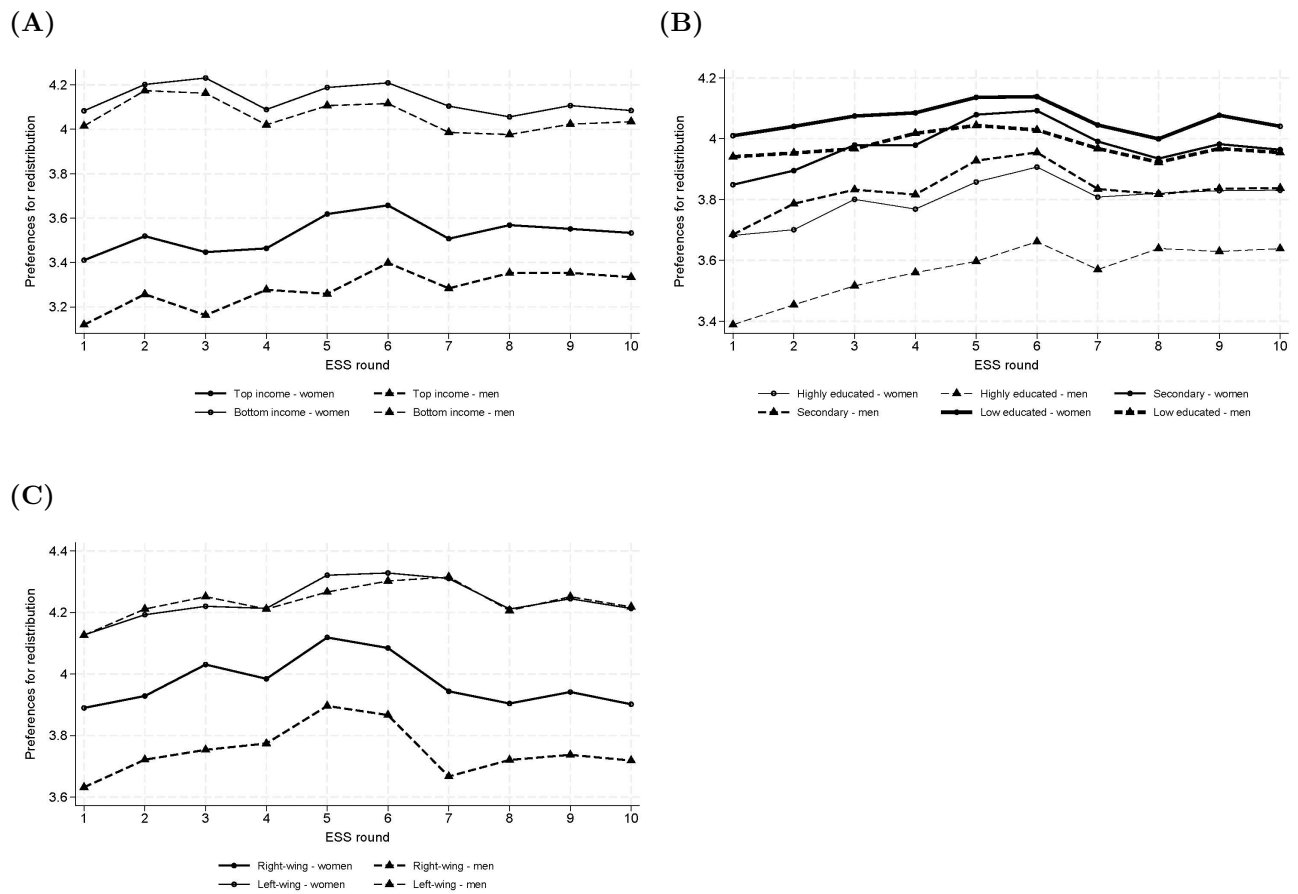 (A)
Preferences for redistribution
4.2
4
3.8
3.6
3.4
3.2
1 2 3 4 5 6 7 8 9 10
ESS round
Top income - women Top income - men
Bottom income - women Bottom income - men
(B)
Preferences for redistribution
4.2
4
3.8
3.6
3.4
1 2 3 4 5 6 7 8 9 10
ESS round
Highly educated - women Highly educated - men Secondary - women
Secondary - men Low educated - women Low educated - men
(C)
Preferences for redistribution
4.4
4.2
4
3.8
3.6
1 2 3 4 5 6 7 8 9 10
ESS round
Right-wing - women Right-wing - men
Left-wing - women Left-wing - men